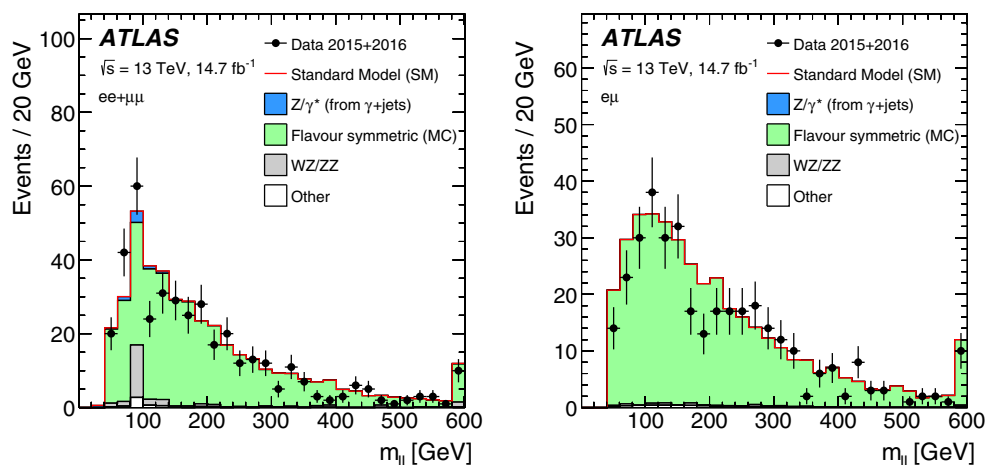 ATLAS
√s = 13 TeV, 14.7 fb⁻¹
ee+μμ
Data 2015+2016
Standard Model (SM)
Z/γ* (from γ+jets)
Flavour symmetric (MC)
WZ/ZZ
Other
Events / 20 GeV
100
80
60
40
20
0
100 200 300 400 500 600
m_ll [GeV]
ATLAS
√s = 13 TeV, 14.7 fb⁻¹
eμ
Data 2015+2016
Standard Model (SM)
Z/γ* (from γ+jets)
Flavour symmetric (MC)
WZ/ZZ
Other
Events / 20 GeV
60
50
40
30
20
10
0
100 200 300 400 500 600
m_ll [GeV]